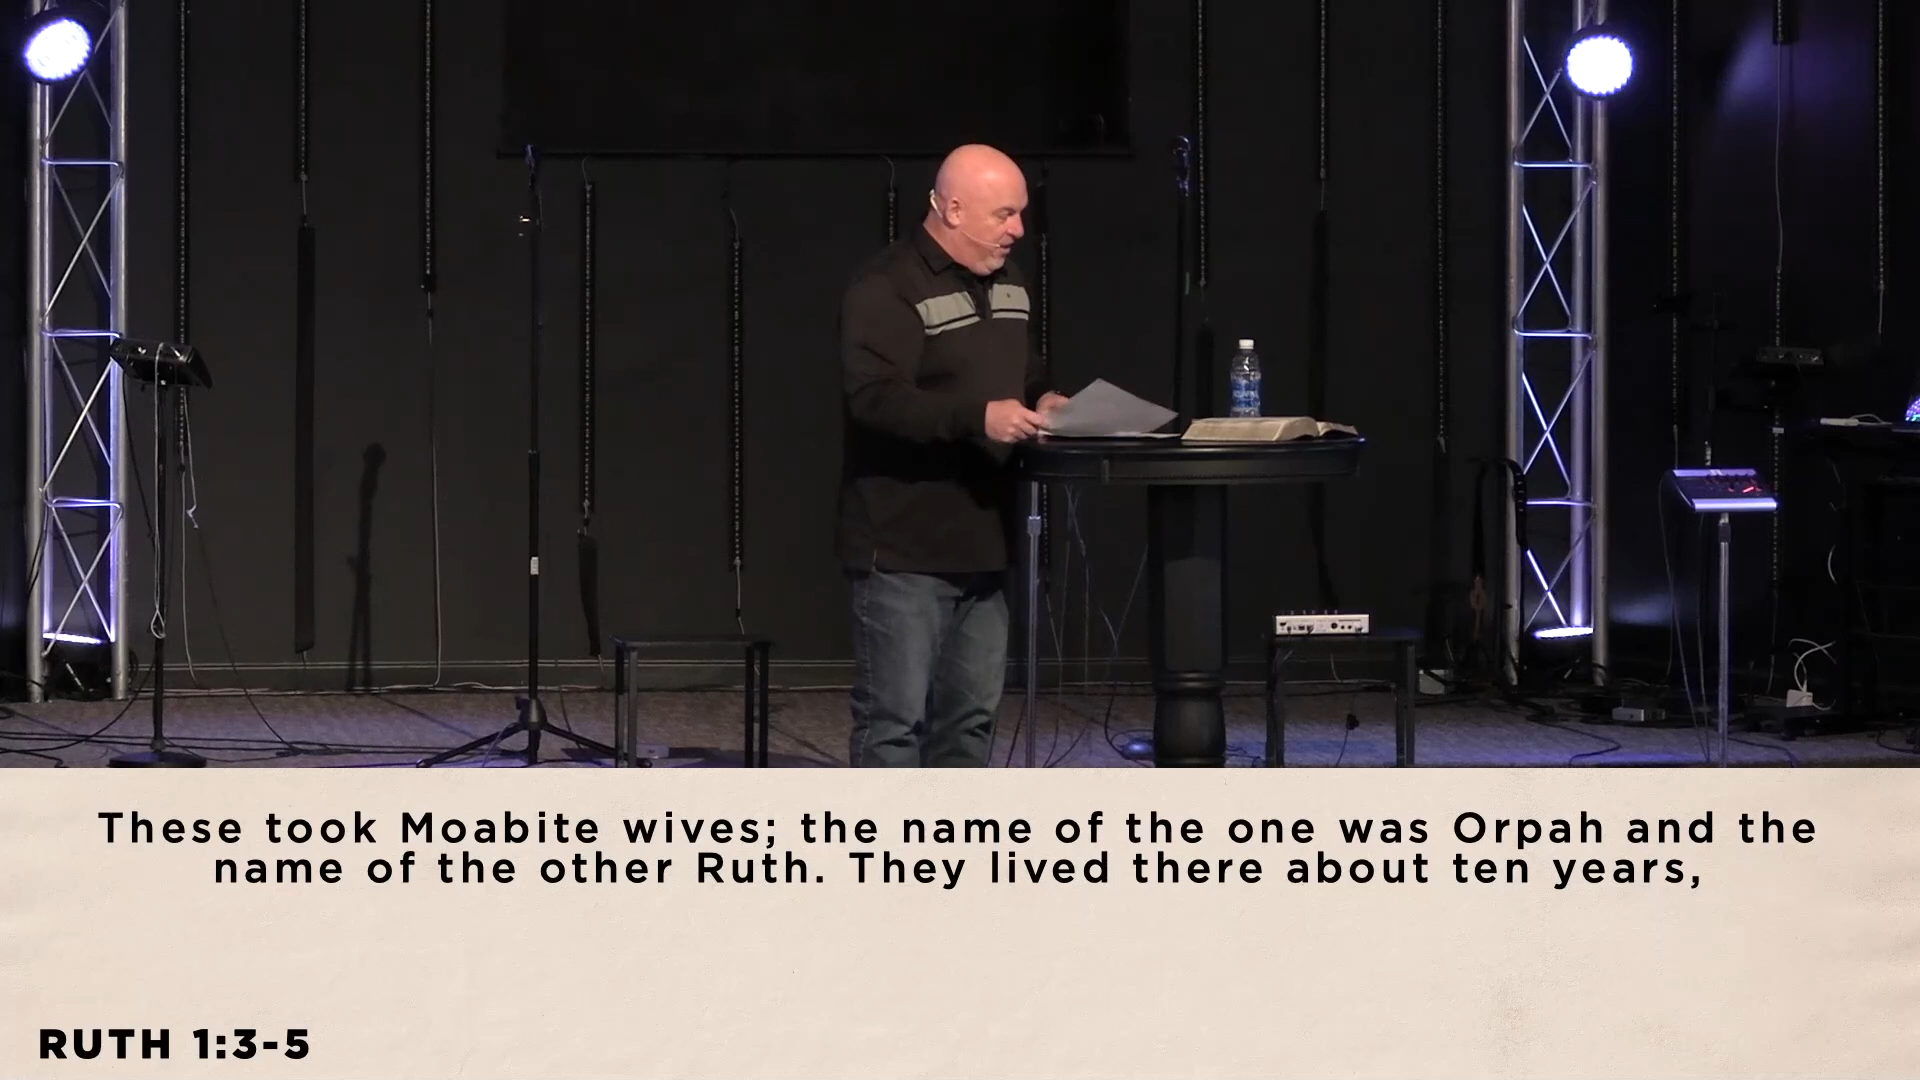 These took Moabite wives; the name of the one was Orpah and the
name of the other Ruth. They lived there about ten years,
RUTH 1:3-5